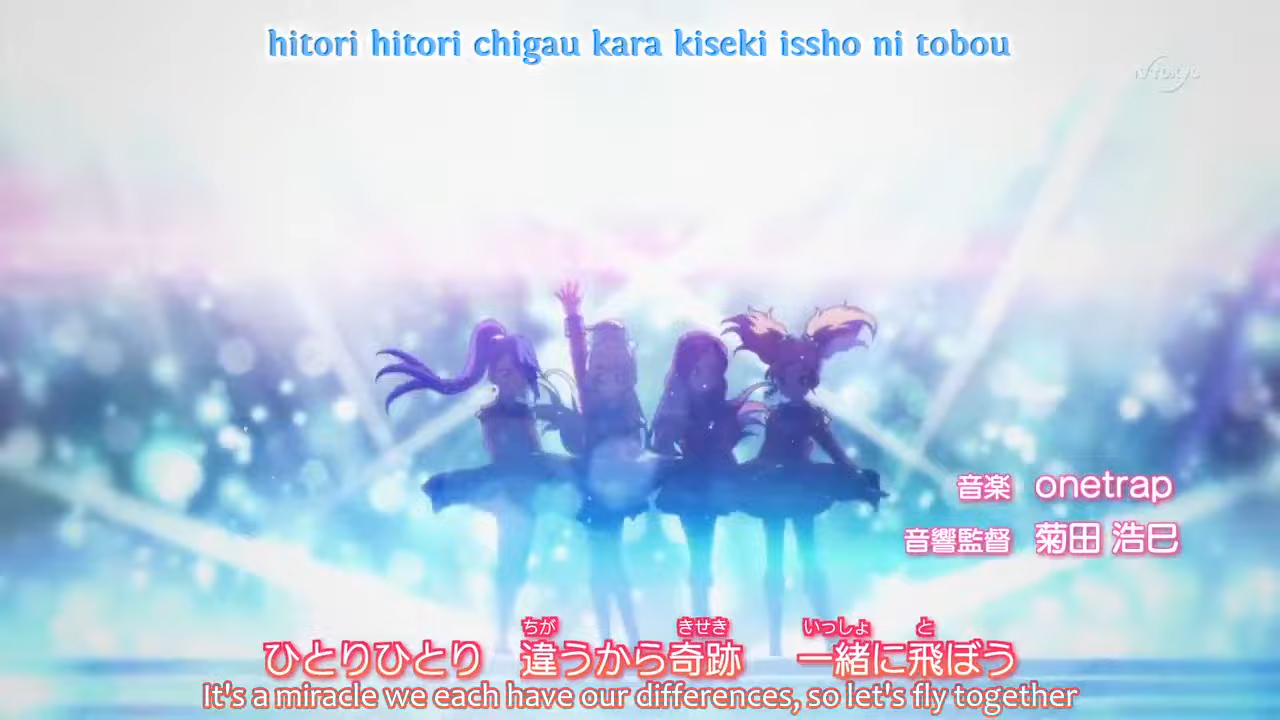 hitori hitori chigau kara kiseki issho ni tobou
TV TOKYO
音楽 onetrap
音響監督 菊田 浩巳
ちが きせき いっしょ と
ひとりひとり 違うから奇跡 一緒に飛ぼう
It's a miracle we each have our differences, so let's fly together